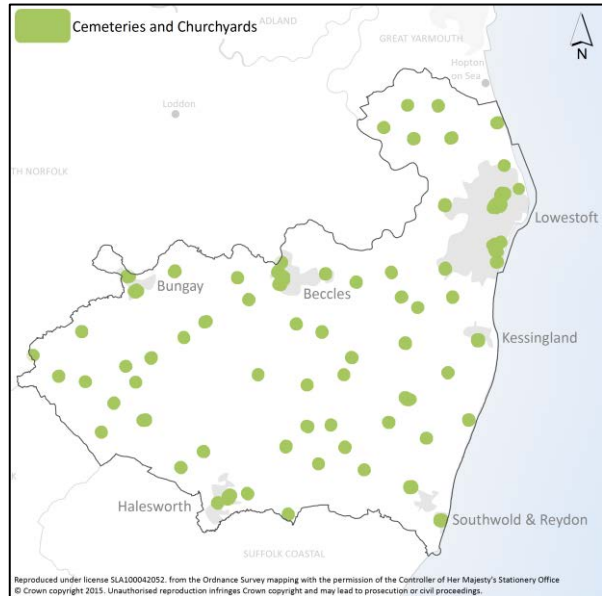 Cemeteries and Churchyards
ADLAND
GREAT YARMOUTH
Hopton
on Sea
N
Loddon
TH NORFOLK
Lowestoft
Bungay
Beccles
Kessingland
K
Halesworth
Southwold & Reydon
SUFFOLK COASTAL
Reproduced under license SLA100042052. from the Ordnance Survey mapping with the permission of the Controller of Her Majesty's Stationery Office
© Crown copyright 2015. Unauthorised reproduction infringes Crown copyright and may lead to prosecution or civil proceedings.